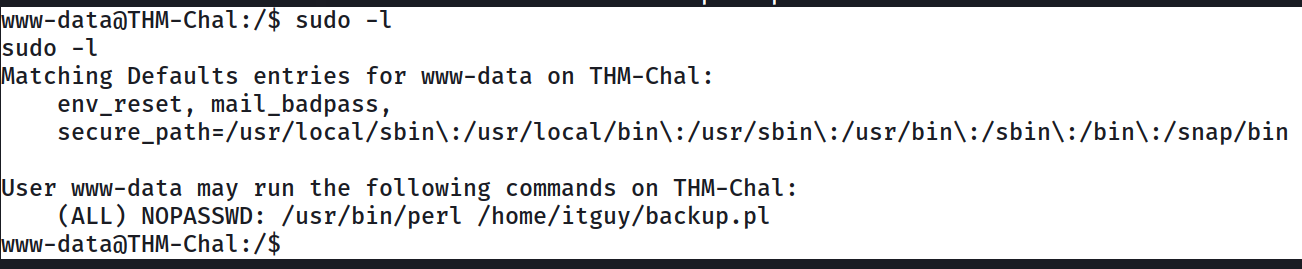 www-data@THM-Chal:/$ sudo -l
sudo -l
Matching Defaults entries for www-data on THM-Chal:
    env_reset, mail_badpass,
    secure_path=/usr/local/sbin\:/usr/local/bin\:/usr/sbin\:/usr/bin\:/sbin\:/bin\:/snap/bin

User www-data may run the following commands on THM-Chal:
    (ALL) NOPASSWD: /usr/bin/perl /home/itguy/backup.pl
www-data@THM-Chal:/$